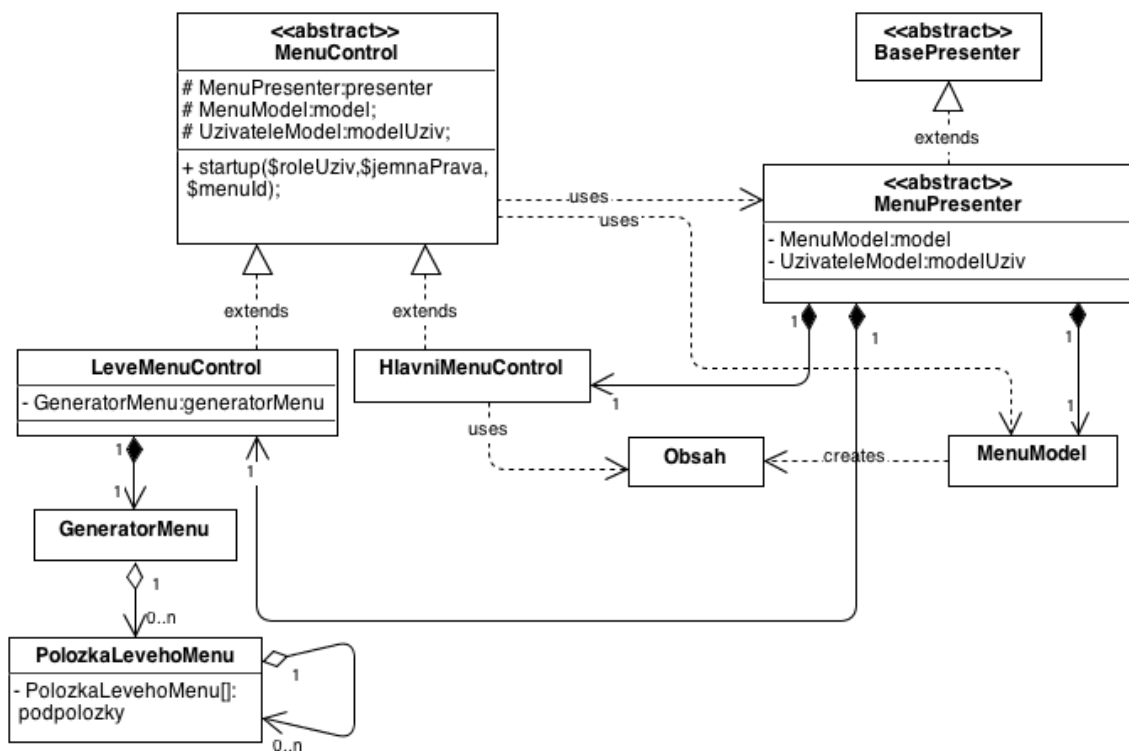 <<abstract>>
MenuControl
# MenuPresenter:presenter
# MenuModel:model;
# UzivateleModel:modelUziv;
+ startup($roleUziv,$jemnaPrava,
$menuId);
<<abstract>>
BasePresenter
extends
<<abstract>>
MenuPresenter
- MenuModel:model
- UzivateleModel:modelUziv
uses
uses
extends
extends
1
1
1
LeveMenuControl
- GeneratorMenu:generatorMenu
HlavniMenuControl
1
1
uses
1
1
1
Obsah
creates
MenuModel
GeneratorMenu
1
0..n
PolozkaLevehoMenu
- PolozkaLevehoMenu[]:
podpolozky
1
0..n